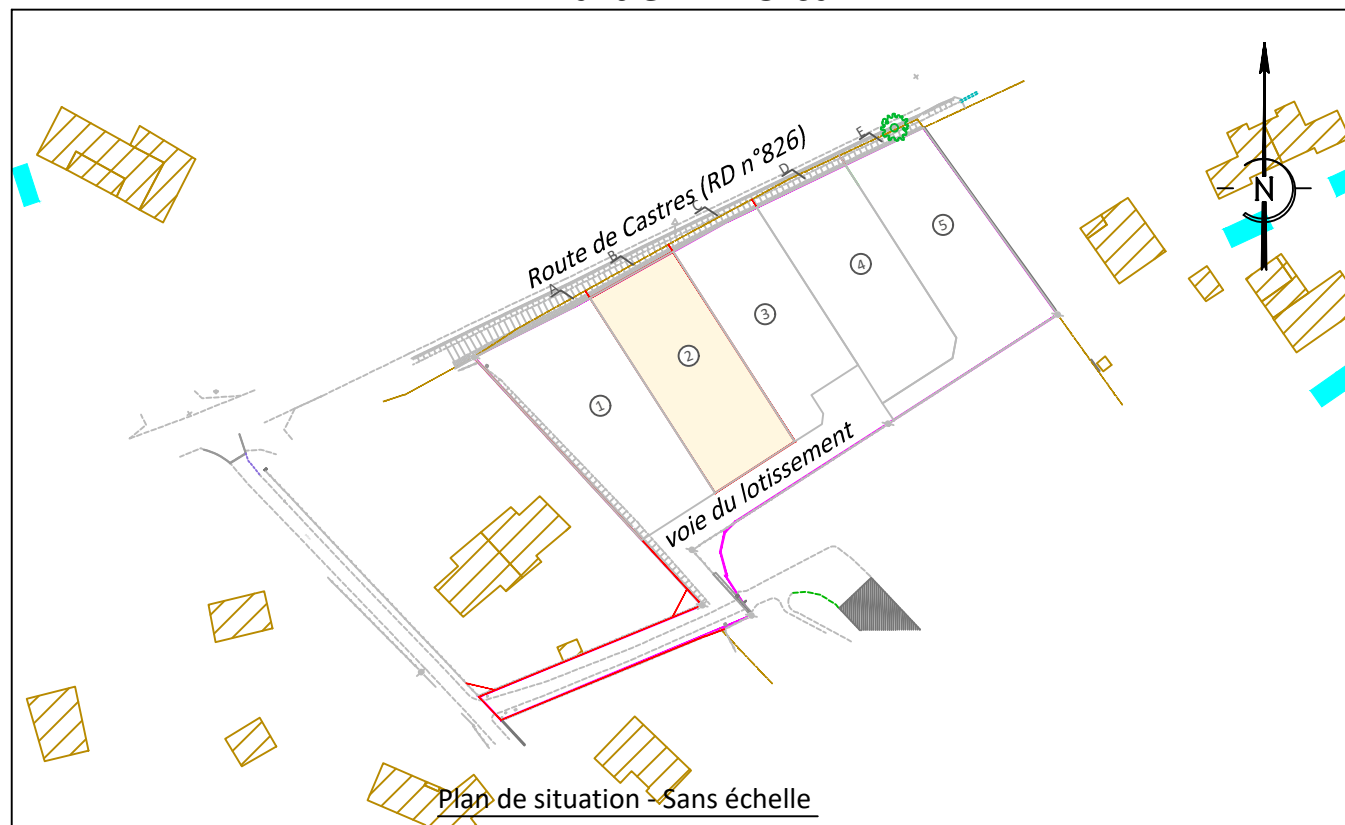 N
Route de Castres (RD n°826)
A
B
C
D
E
5
4
3
2
1
voie du lotissement
Plan de situation - Sans échelle